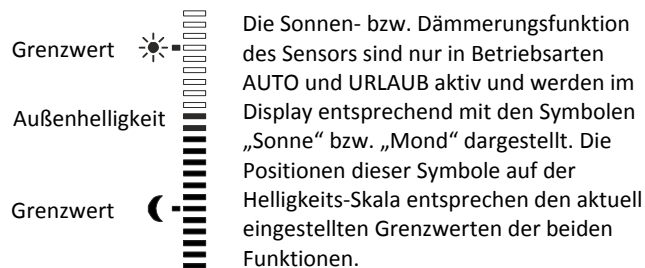 Grenzwert
Außenhelligkeit
Grenzwert
Die Sonnen- bzw. Dämmerungsfunktion
des Sensors sind nur in Betriebsarten
AUTO und URLAUB aktiv und werden im
Display entsprechend mit den Symbolen
„Sonne“ bzw. „Mond“ dargestellt. Die
Positionen dieser Symbole auf der
Helligkeits-Skala entsprechen den aktuell
eingestellten Grenzwerten der beiden
Funktionen.